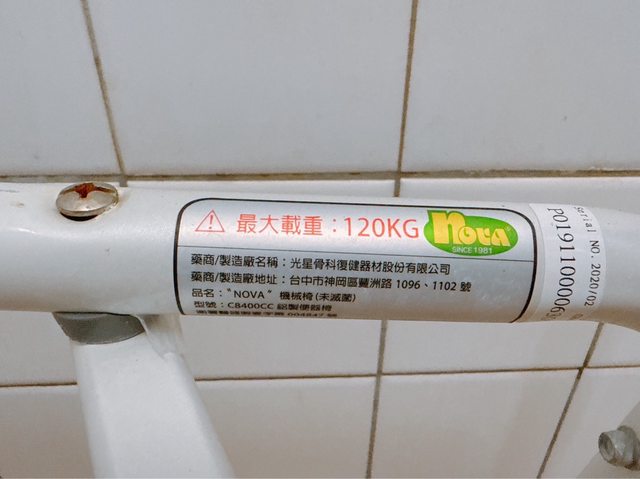 最大載重：120KG
NOVA
SINCE 1981
藥商/製造廠名稱：光星骨科復健器材股份有限公司
藥商/製造廠地址：台中市神岡區豐洲路 1096、1102 號
品名："NOVA" 機械椅 (未滅菌)
型號：CB400CC 鋁製便器椅
Serial NO. 2020/02